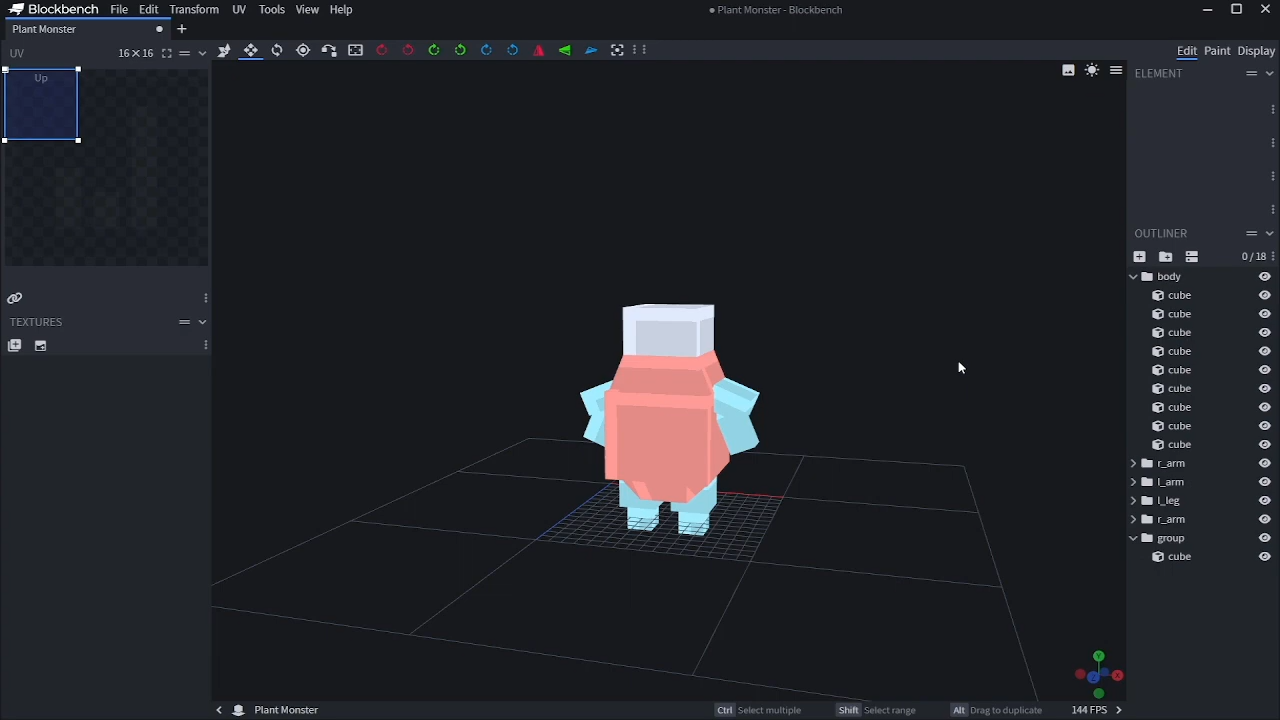 Blockbench File Edit Transform UV Tools View Help
Plant Monster - Blockbench
Plant Monster
UV
16×16
Edit Paint Display
Up
ELEMENT
OUTLINER
0 / 18
body
cube
cube
cube
cube
cube
cube
cube
cube
cube
r_arm
l_arm
l_leg
r_arm
group
cube
TEXTURES
Y
X
Z
Plant Monster
Ctrl Select multiple
Shift Select range
Alt Drag to duplicate
144 FPS